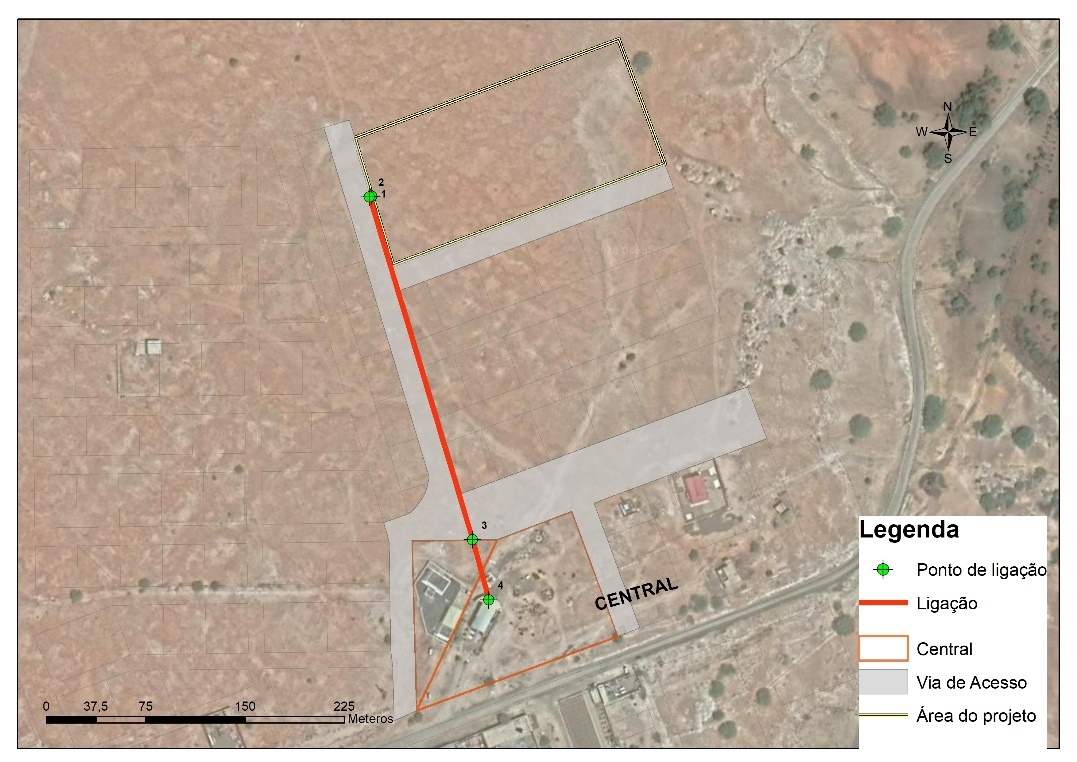 N
W E
S
2
1
3
4
CENTRAL
Legenda
Ponto de ligação
Ligação
Central
Via de Acesso
Área do projeto
0 37,5 75 150 225
Meteros